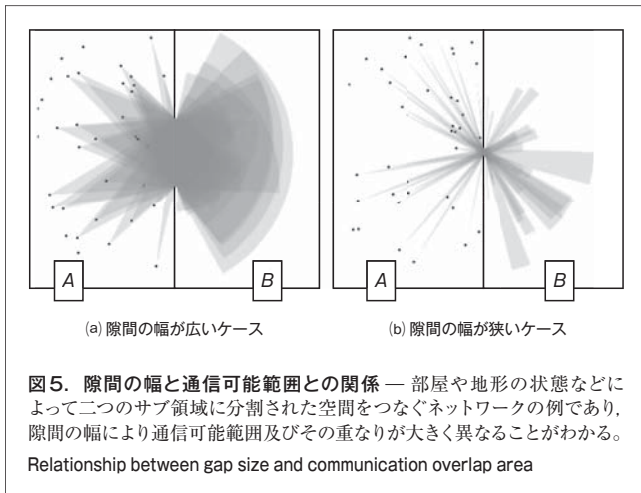 A
B
A
B
(a) 隙間の幅が広いケース
(b) 隙間の幅が狭いケース
図5. 隙間の幅と通信可能範囲との関係 — 部屋や地形の状態などに
よって二つのサブ領域に分割された空間をつなぐネットワークの例であり,
隙間の幅により通信可能範囲及びその重なりが大きく異なることがわかる。
Relationship between gap size and communication overlap area